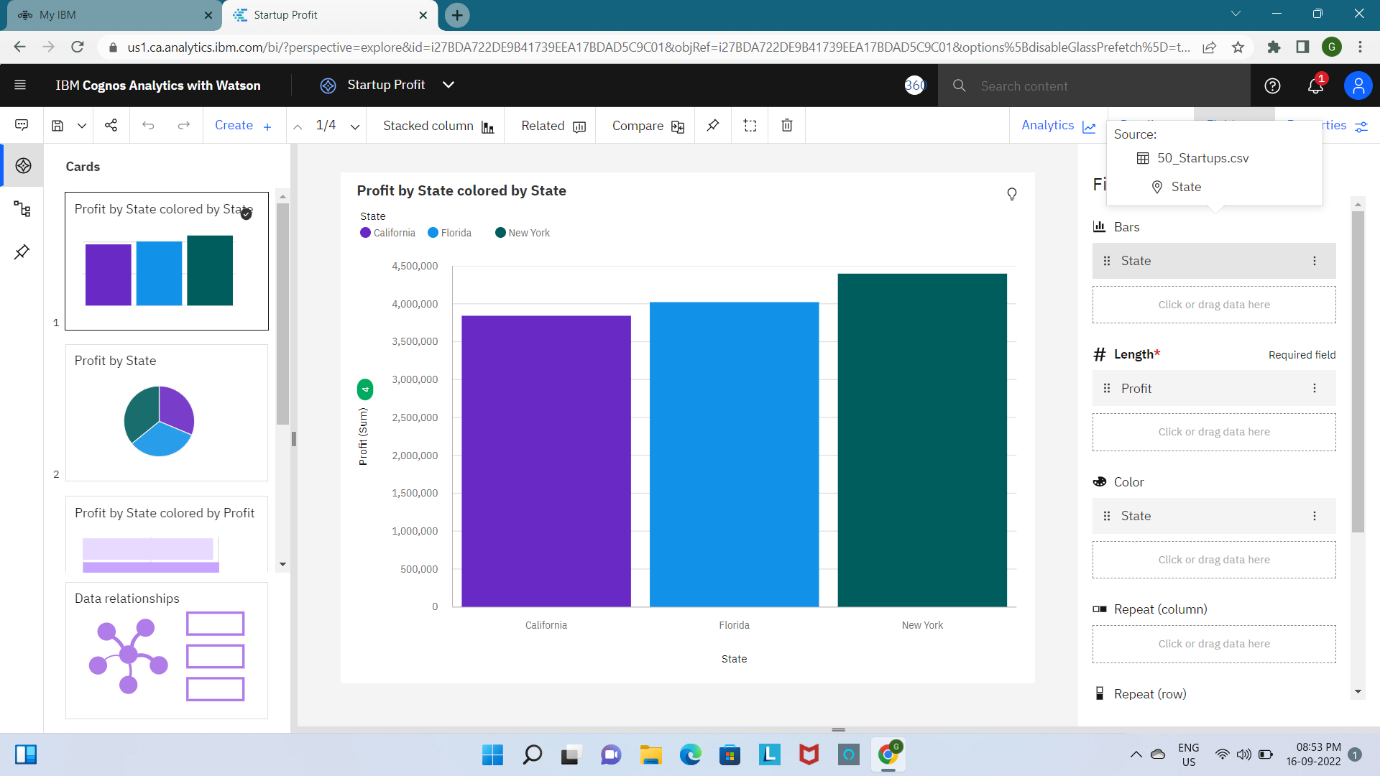 My IBM
Startup Profit
us1.ca.analytics.ibm.com/bi/?perspective=explore&id=i27BDA722DE9B41739EEA17BDAD5C9C01&objRef=i27BDA722DE9B41739EEA17BDAD5C9C01&options%5BdisableGlassPrefetch%5D=t...
G
IBM Cognos Analytics with Watson
Startup Profit
360
Search content
1
Create
1/4
Stacked column
Related
Compare
Analytics
Source:
50_Startups.csv
State
Cards
Profit by State colored by State
1
Profit by State
2
Profit by State colored by Profit
Data relationships
Profit by State colored by State
State
California
Florida
New York
4,500,000
4,000,000
3,500,000
3,000,000
2,500,000
2,000,000
1,500,000
1,000,000
500,000
0
Profit (Sum)
4
California
Florida
New York
State
Bars
State
Click or drag data here
Length*
Required field
Profit
Click or drag data here
Color
State
Click or drag data here
Repeat (column)
Click or drag data here
Repeat (row)
L
G
ENG
US
08:53 PM
16-09-2022
1